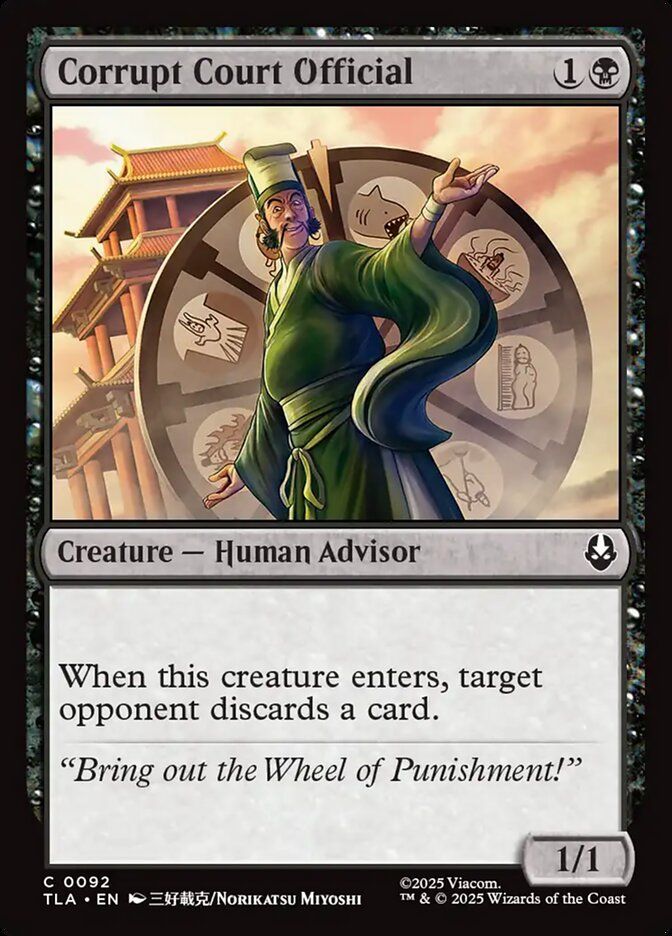 Corrupt Court Official 1
Creature — Human Advisor
When this creature enters, target
opponent discards a card.
“Bring out the Wheel of Punishment!”
1/1
C 0092
TLA • EN 三好載克/Norikatsu Miyoshi
©2025 Viacom.
™ & © 2025 Wizards of the Coast